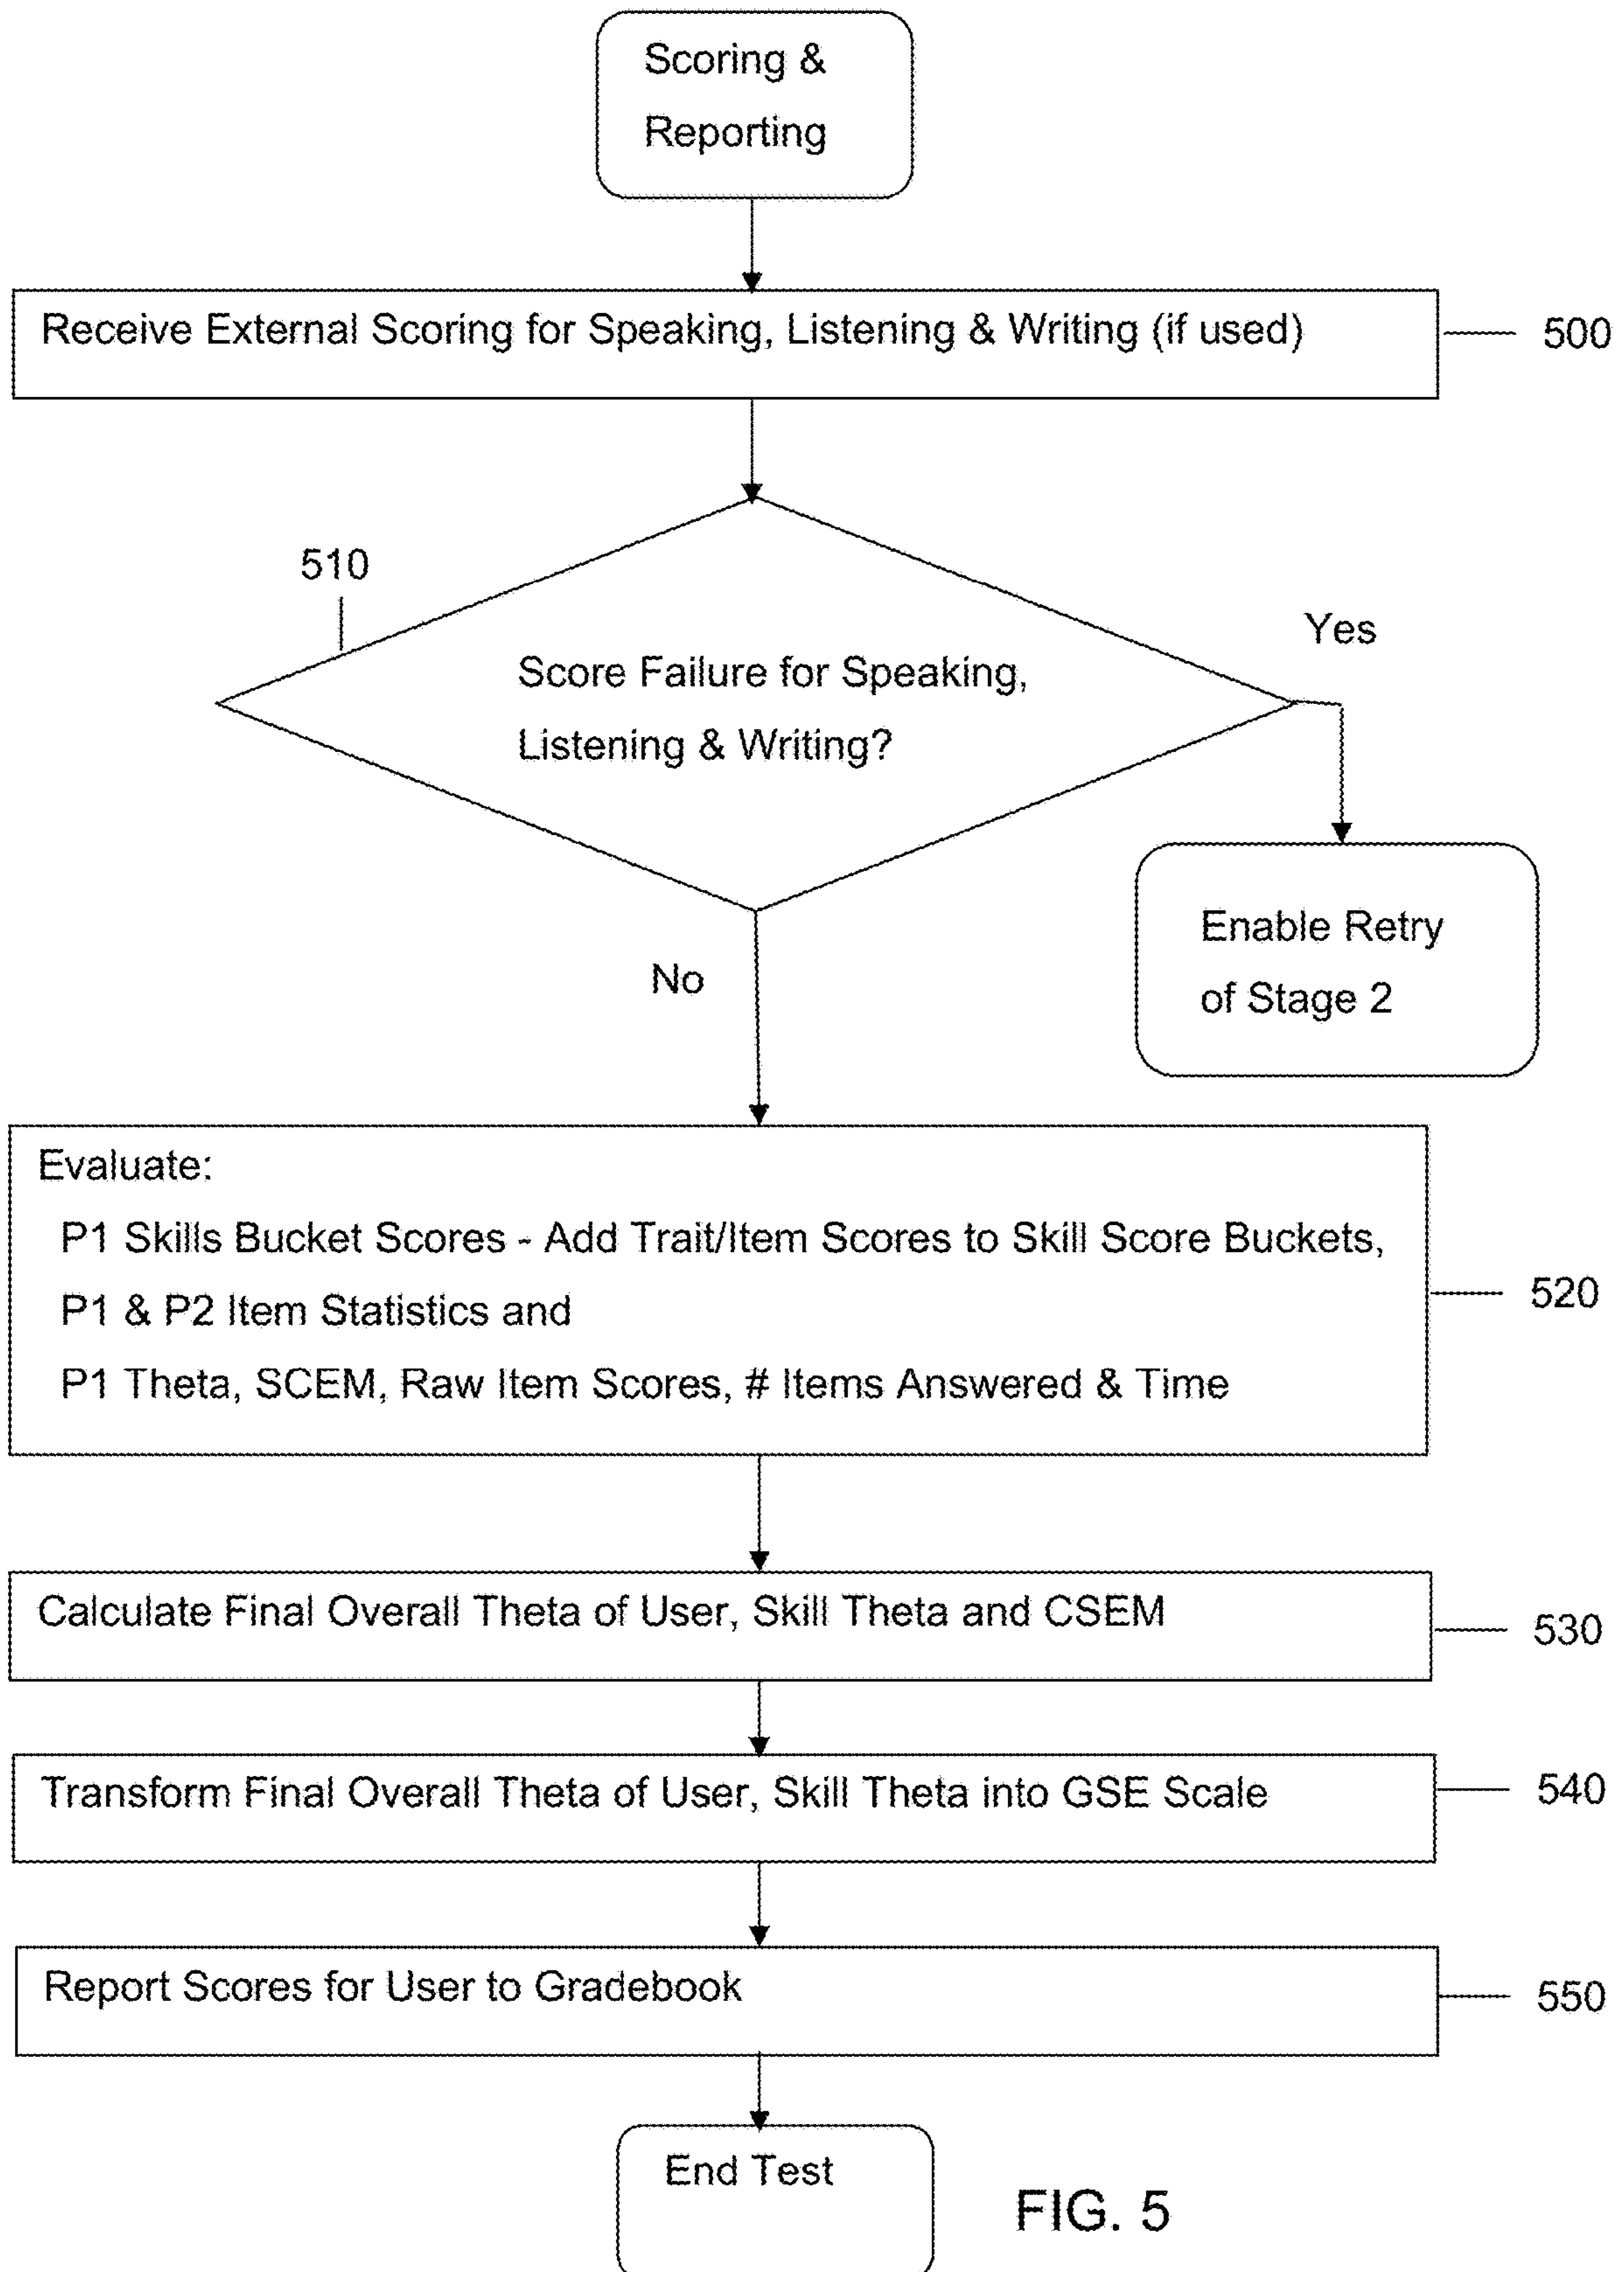 Scoring &
Reporting
Receive External Scoring for Speaking, Listening & Writing (if used)
500
510
Score Failure for Speaking,
Listening & Writing?
Yes
Enable Retry
of Stage 2
No
Evaluate:
P1 Skills Bucket Scores - Add Trait/Item Scores to Skill Score Buckets,
P1 & P2 Item Statistics and
P1 Theta, SCEM, Raw Item Scores, # Items Answered & Time
520
Calculate Final Overall Theta of User, Skill Theta and CSEM
530
Transform Final Overall Theta of User, Skill Theta into GSE Scale
540
Report Scores for User to Gradebook
550
End Test
FIG. 5